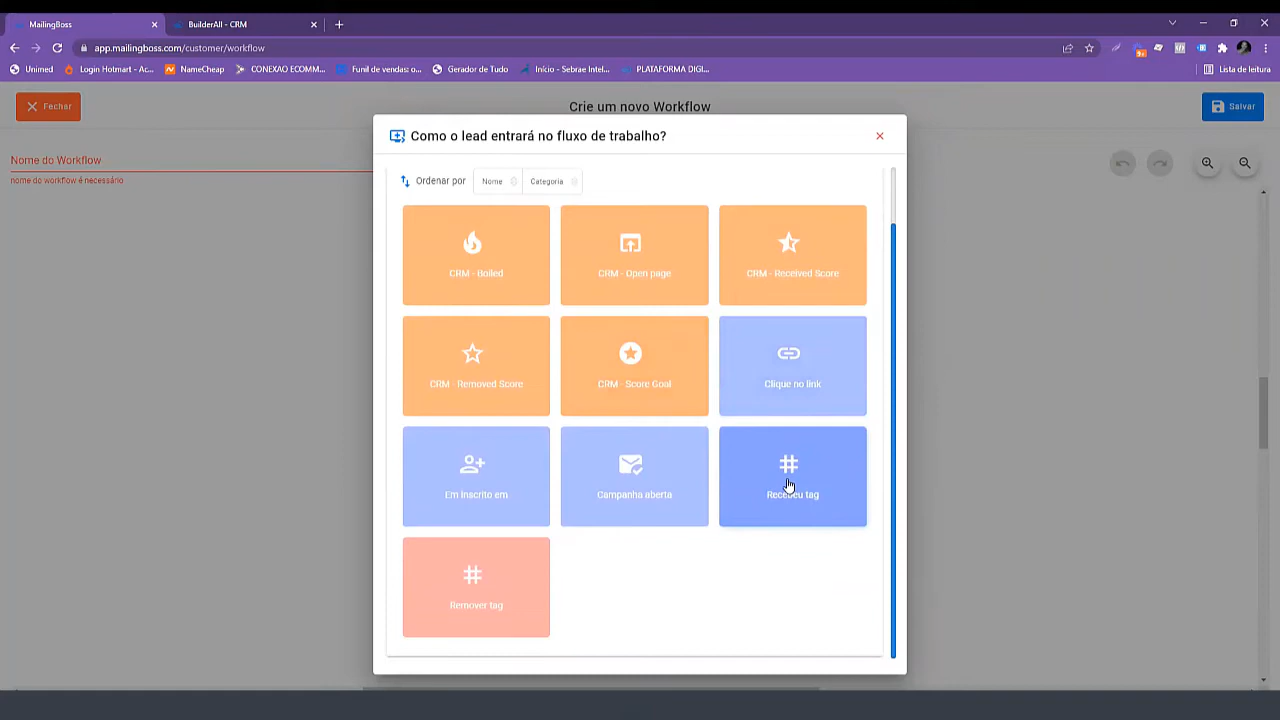 MailingBoss
BuilderAll - CRM
app.mailingboss.com/customer/workflow
Unimed
Login Hotmart - Ac...
NameCheap
CONEXAO ECOMM...
Funil de vendas: o...
Gerador de Tudo
Início - Sebrae Intel...
PLATAFORMA DIGI...
Lista de leitura
Fechar
Crie um novo Workflow
Salvar
Nome do Workflow
nome do workflow é necessário
Como o lead entrará no fluxo de trabalho?
Ordenar por
Nome
Categoria
CRM - Boiled
CRM - Open page
CRM - Received Score
CRM - Removed Score
CRM - Score Goal
Clique no link
Em inscrito em
Campanha aberta
Recebeu tag
Remover tag